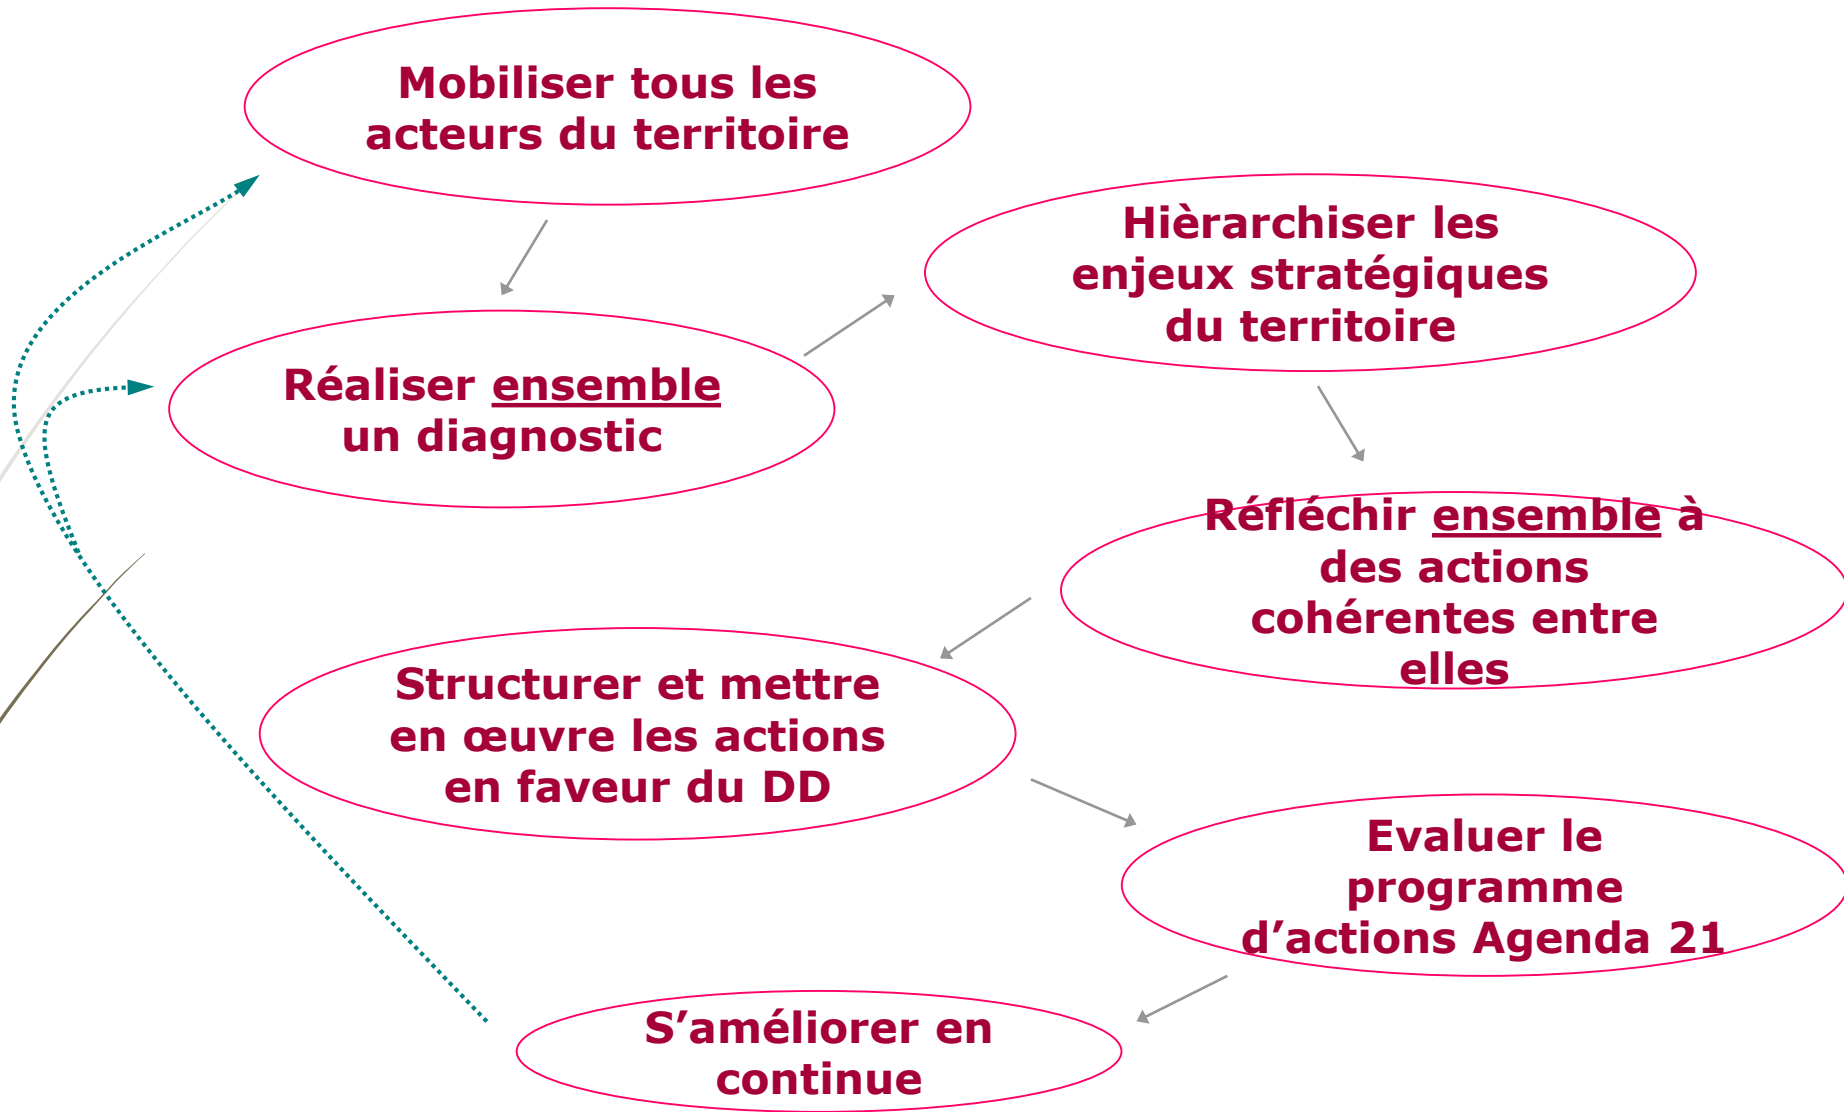 Mobiliser tous les
acteurs du territoire
Hièrarchiser les
enjeux stratégiques
du territoire
Réaliser ensemble
un diagnostic
Réfléchir ensemble à
des actions
cohérentes entre
elles
Structurer et mettre
en œuvre les actions
en faveur du DD
Evaluer le
programme
d’actions Agenda 21
S’améliorer en
continue